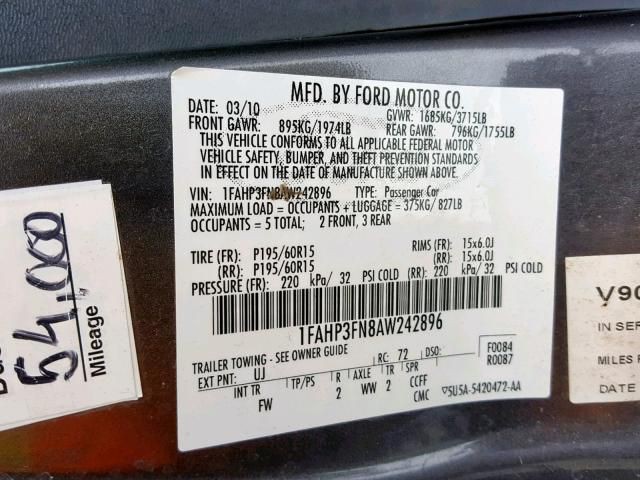 MFD. BY FORD MOTOR CO.
DATE: 03/10 GVWR: 1685KG/3715LB
FRONT GAWR: 895KG/1974LB REAR GAWR: 796KG/1755LB
THIS VEHICLE CONFORMS TO ALL APPLICABLE FEDERAL MOTOR
VEHICLE SAFETY, BUMPER, AND THEFT PREVENTION STANDARDS
IN EFFECT ON THE DATE OF MANUFACTURE SHOWN ABOVE.
VIN: 1FAHP3FN8AW242896 TYPE: Passenger Car
MAXIMUM LOAD = OCCUPANTS + LUGGAGE = 375KG/ 827LB
OCCUPANTS = 5 TOTAL; 2 FRONT, 3 REAR
TIRE (FR): P195/60R15 RIMS (FR): 15x6.0J
(RR): P195/60R15 (RR): 15x6.0J
PRESSURE (FR): 220 kPa/ 32 PSI COLD (RR): 220 kPa/ 32 PSI COLD
1FAHP3FN8AW242896
TRAILER TOWING - SEE OWNER GUIDE RC: 72 DSO: F0084
EXT PNT: UJ R0087
INT TR TP/PS R AXLE TR SPR
FW 2 WW 2 CCFF
CMC ▽5U5A-5420472-AA
54,000
Mileage
V90
IN SER
MILES
DATE